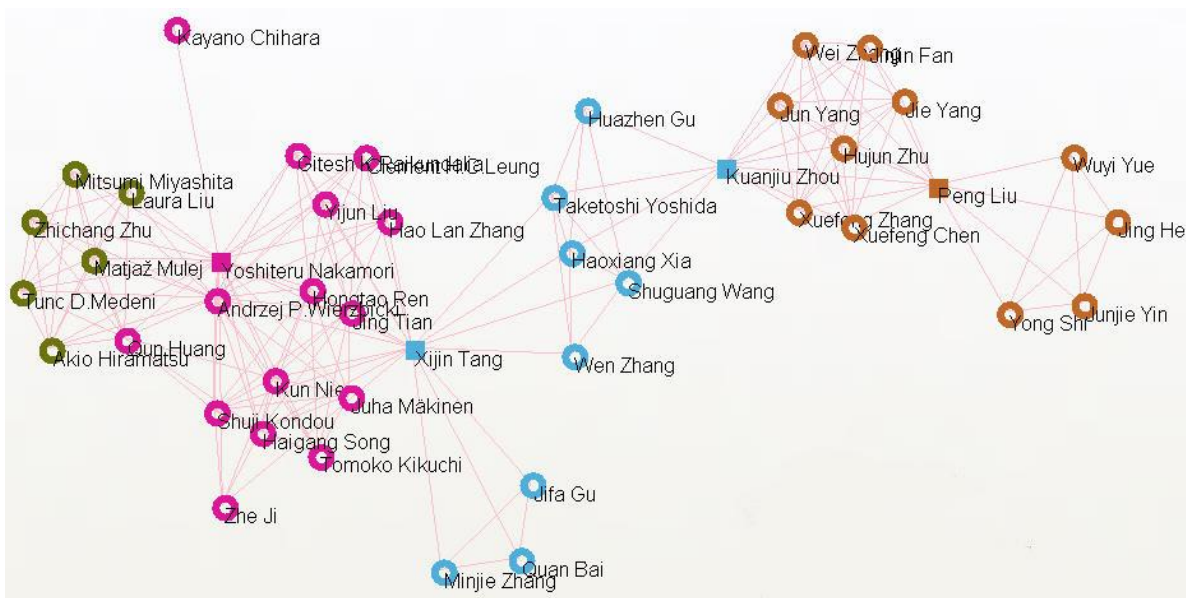 Kayano Chihara
Wei Zhang
Jinjin Fan
Jie Yang
Jun Yang
Huazhen Gu
Hujun Zhu
Wuyi Yue
Gitesh K. Raikundalia
Clement H.C Leung
Kuanjiu Zhou
Peng Liu
Mitsumi Miyashita
Laura Liu
Taketoshi Yoshida
Yijun Liu
Hao Lan Zhang
Xuefeng Zhang
Xuefeng Chen
Jing He
Zhichang Zhu
Matjaž Mulej
Yoshiteru Nakamori
Haoxiang Xia
Shuguang Wang
Tunc D.Medeni
Andrzej P.Wierzbicki
Hongtao Ren
Jing Tian
Yong Shi
Junjie Yin
Akio Hiramatsu
Qun Huang
Xijin Tang
Wen Zhang
Kun Nie
Juha Mäkinen
Shuji Kondou
Haigang Song
Tomoko Kikuchi
Jifa Gu
Zhe Ji
Quan Bai
Minjie Zhang